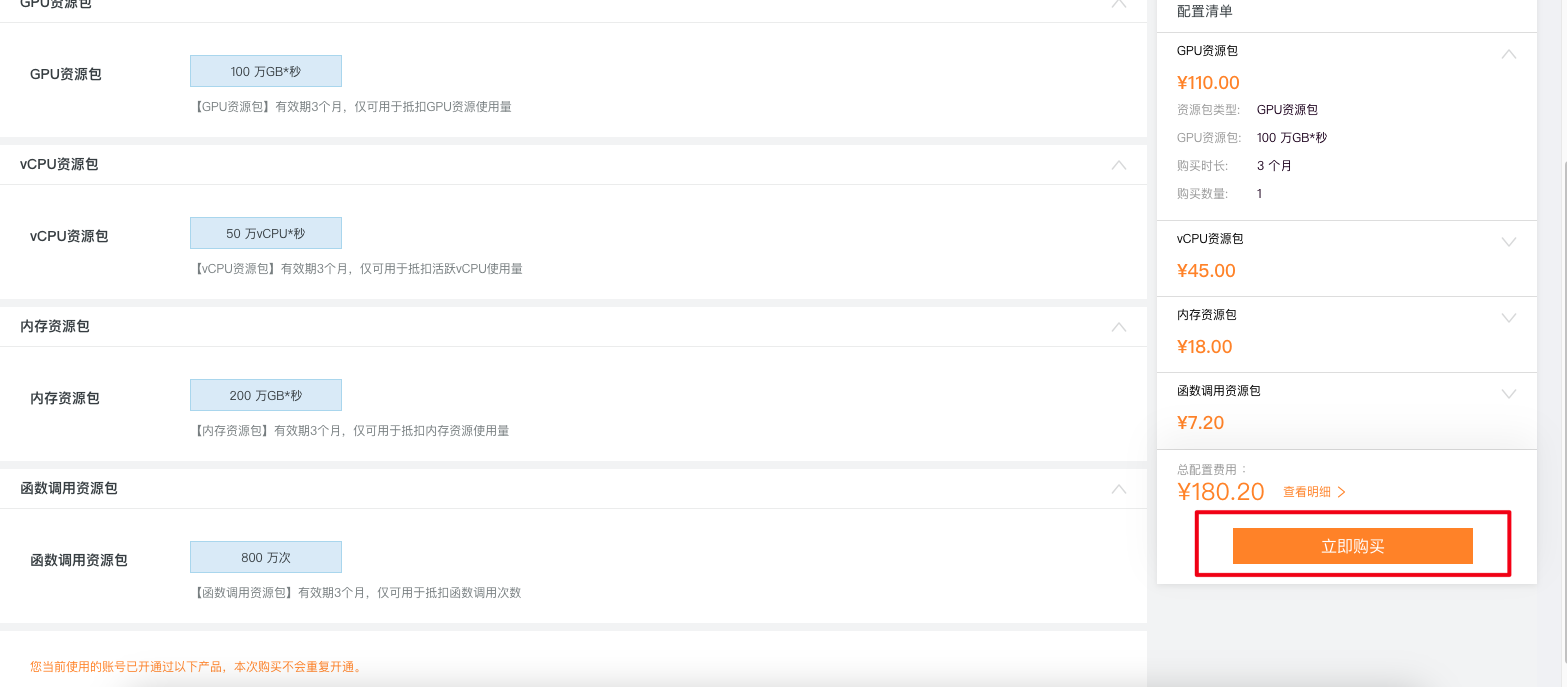 GPU资源包
GPU资源包
100 万GB*秒
【GPU资源包】有效期3个月，仅可用于抵扣GPU资源使用量
vCPU资源包
vCPU资源包
50 万vCPU*秒
【vCPU资源包】有效期3个月，仅可用于抵扣活跃vCPU使用量
内存资源包
内存资源包
200 万GB*秒
【内存资源包】有效期3个月，仅可用于抵扣内存资源使用量
函数调用资源包
函数调用资源包
800 万次
【函数调用资源包】有效期3个月，仅可用于抵扣函数调用次数
您当前使用的账号已开通过以下产品，本次购买不会重复开通。
配置清单
GPU资源包
¥110.00
资源包类型: GPU资源包
GPU资源包: 100 万GB*秒
购买时长: 3 个月
购买数量: 1
vCPU资源包
¥45.00
内存资源包
¥18.00
函数调用资源包
¥7.20
总配置费用：
¥180.20 查看明细
立即购买